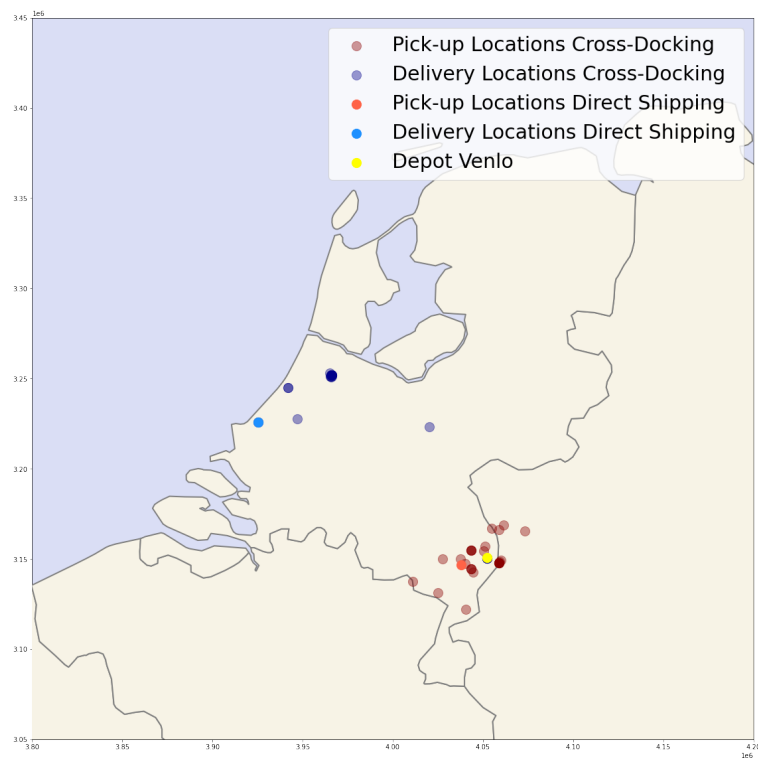 1e6
3.45
Pick-up Locations Cross-Docking
Delivery Locations Cross-Docking
Pick-up Locations Direct Shipping
Delivery Locations Direct Shipping
Depot Venlo
3.40
3.35
3.30
3.25
3.20
3.15
3.10
3.05
3.80 3.85 3.90 3.95 4.00 4.05 4.10 4.15 4.20
1e6